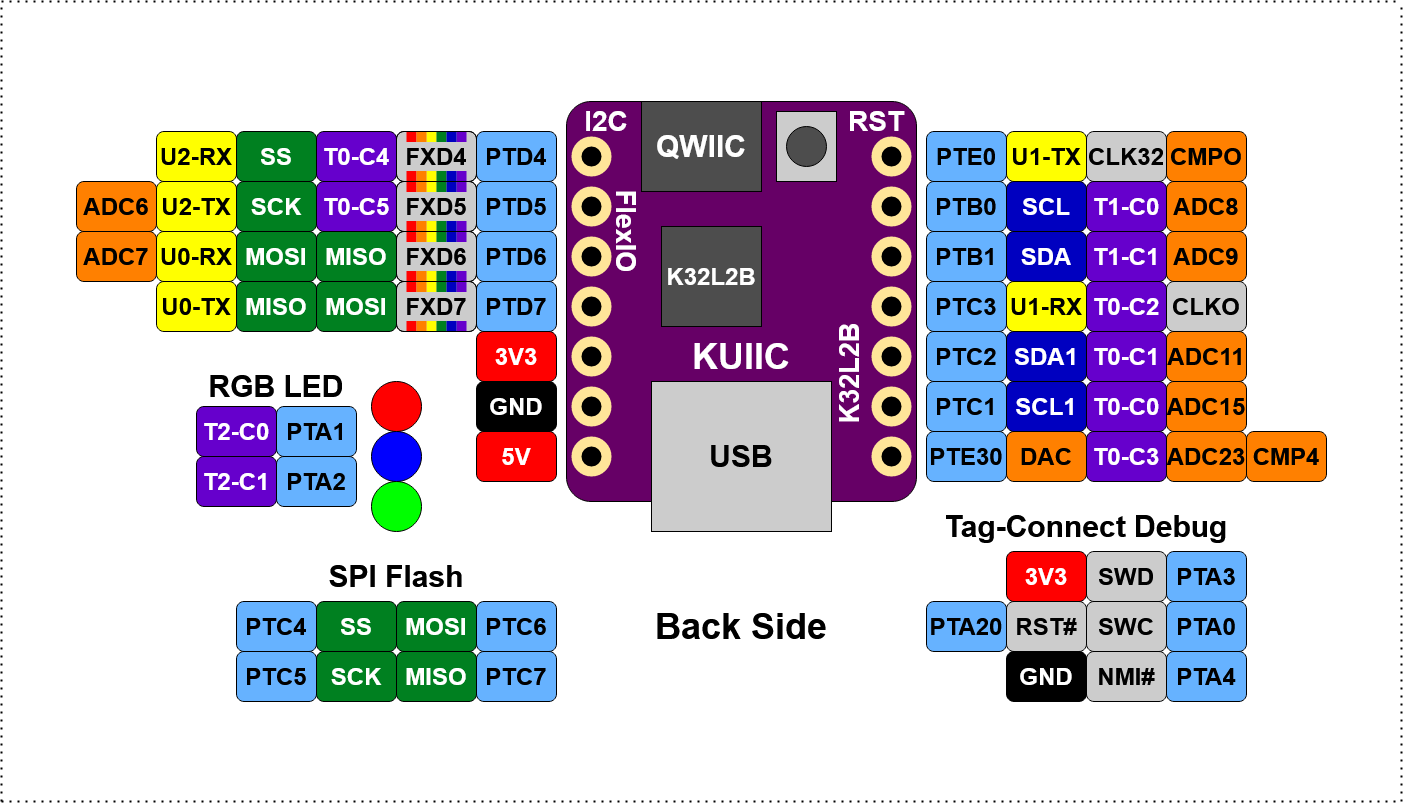 I2C QWIIC RST
U2-RX SS T0-C4 FXD4 PTD4 PTE0 U1-TX CLK32 CMPO
ADC6 U2-TX SCK T0-C5 FXD5 PTD5 PTB0 SCL T1-C0 ADC8
FlexIO
ADC7 U0-RX MOSI MISO FXD6 PTD6 PTB1 SDA T1-C1 ADC9
K32L2B
U0-TX MISO MOSI FXD7 PTD7 PTC3 U1-RX T0-C2 CLKO
3V3 KUIIC K32L2B PTC2 SDA1 T0-C1 ADC11
RGB LED
GND PTC1 SCL1 T0-C0 ADC15
T2-C0 PTA1
5V USB PTE30 DAC T0-C3 ADC23 CMP4
T2-C1 PTA2
Tag-Connect Debug
SPI Flash 3V3 SWD PTA3
PTC4 SS MOSI PTC6 Back Side PTA20 RST# SWC PTA0
PTC5 SCK MISO PTC7 GND NMI# PTA4